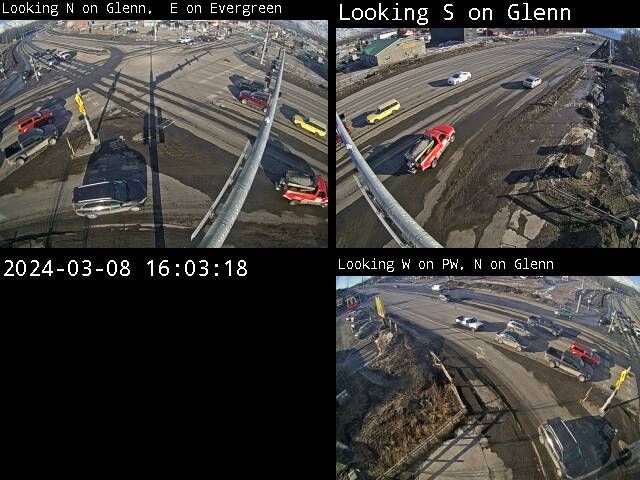 Looking N on Glenn, E on Evergreen
Looking S on Glenn
2024-03-08 16:03:18
Looking W on PW, N on Glenn